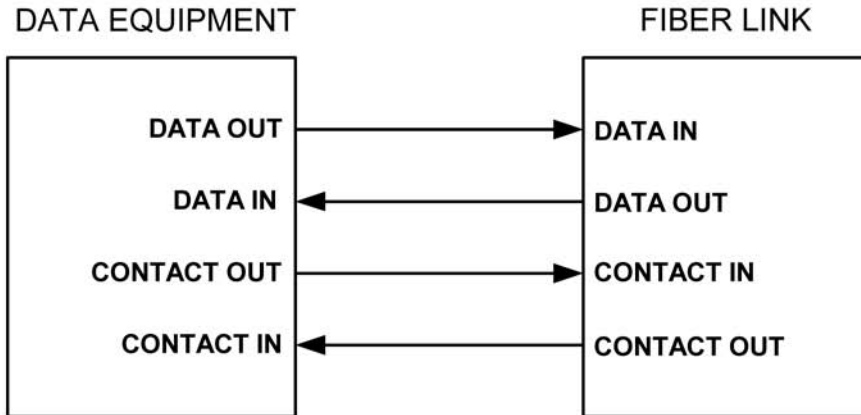 DATA EQUIPMENT FIBER LINK
DATA OUT DATA IN
DATA IN DATA OUT
CONTACT OUT CONTACT IN
CONTACT IN CONTACT OUT